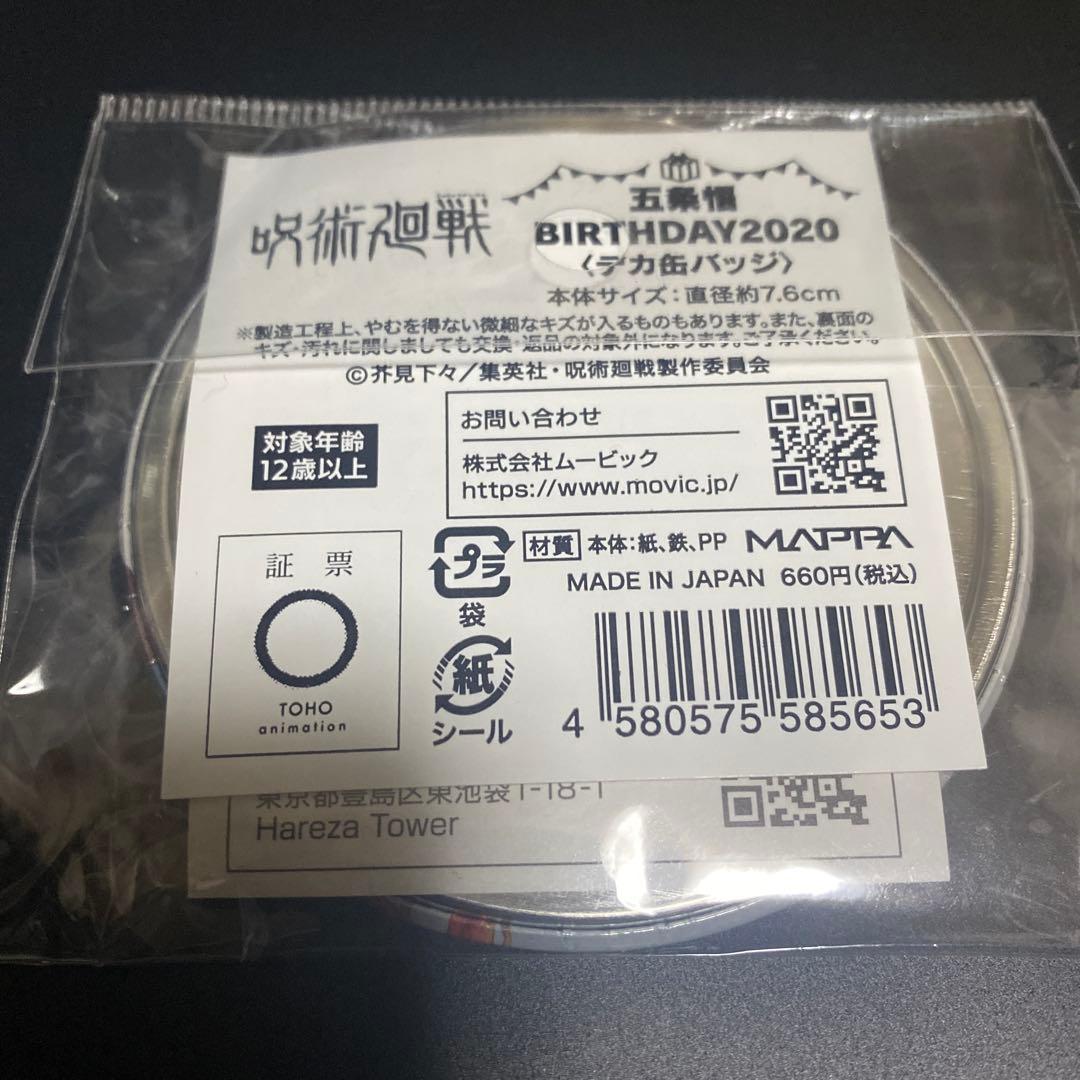 呪術廻戦
五条悟
BIRTHDAY2020
〈デカ缶バッジ〉
本体サイズ:直径約7.6cm
※製造工程上、やむを得ない微細なキズが入るものもあります。また、裏面の
キズ・汚れに関しましても交換・返品の対象外になります。ご了承ください。
©芥見下々/集英社・呪術廻戦製作委員会
対象年齢
12歳以上
お問い合わせ
株式会社ムービック
https://www.movic.jp/
証票
TOHO
animation
プラ
袋
紙
シール
材質 本体:紙、鉄、PP MAPPA
MADE IN JAPAN 660円(税込)
4 580575 585653
東京都豊島区東池袋1-18-1
Hareza Tower